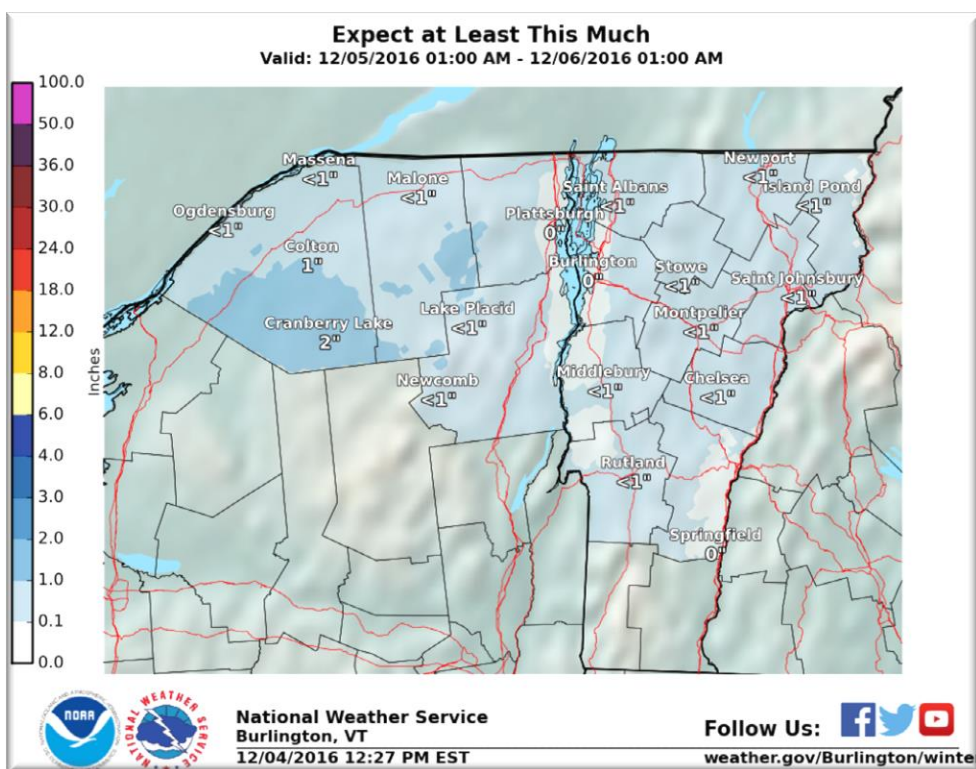 Expect at Least This Much
Valid: 12/05/2016 01:00 AM - 12/06/2016 01:00 AM
100.0
50.0
36.0
30.0
24.0
18.0
12.0
8.0
6.0
4.0
3.0
2.0
1.0
0.1
0.0
Inches
Massena
<1"
Malone
<1"
Newport
<1"
Island Pond
<1"
Saint Albans
<1"
Ogdensburg
<1"
Plattsburgh
0"
Colton
1"
Burlington
0"
Stowe
<1"
Saint Johnsbury
<1"
Lake Placid
<1"
Montpelier
<1"
Cranberry Lake
2"
Newcomb
<1"
Middlebury
<1"
Chelsea
<1"
Rutland
<1"
Springfield
0"
NOAA
NATIONAL WEATHER SERVICE
National Weather Service
Burlington, VT
12/04/2016 12:27 PM EST
Follow Us:
weather.gov/Burlington/winte